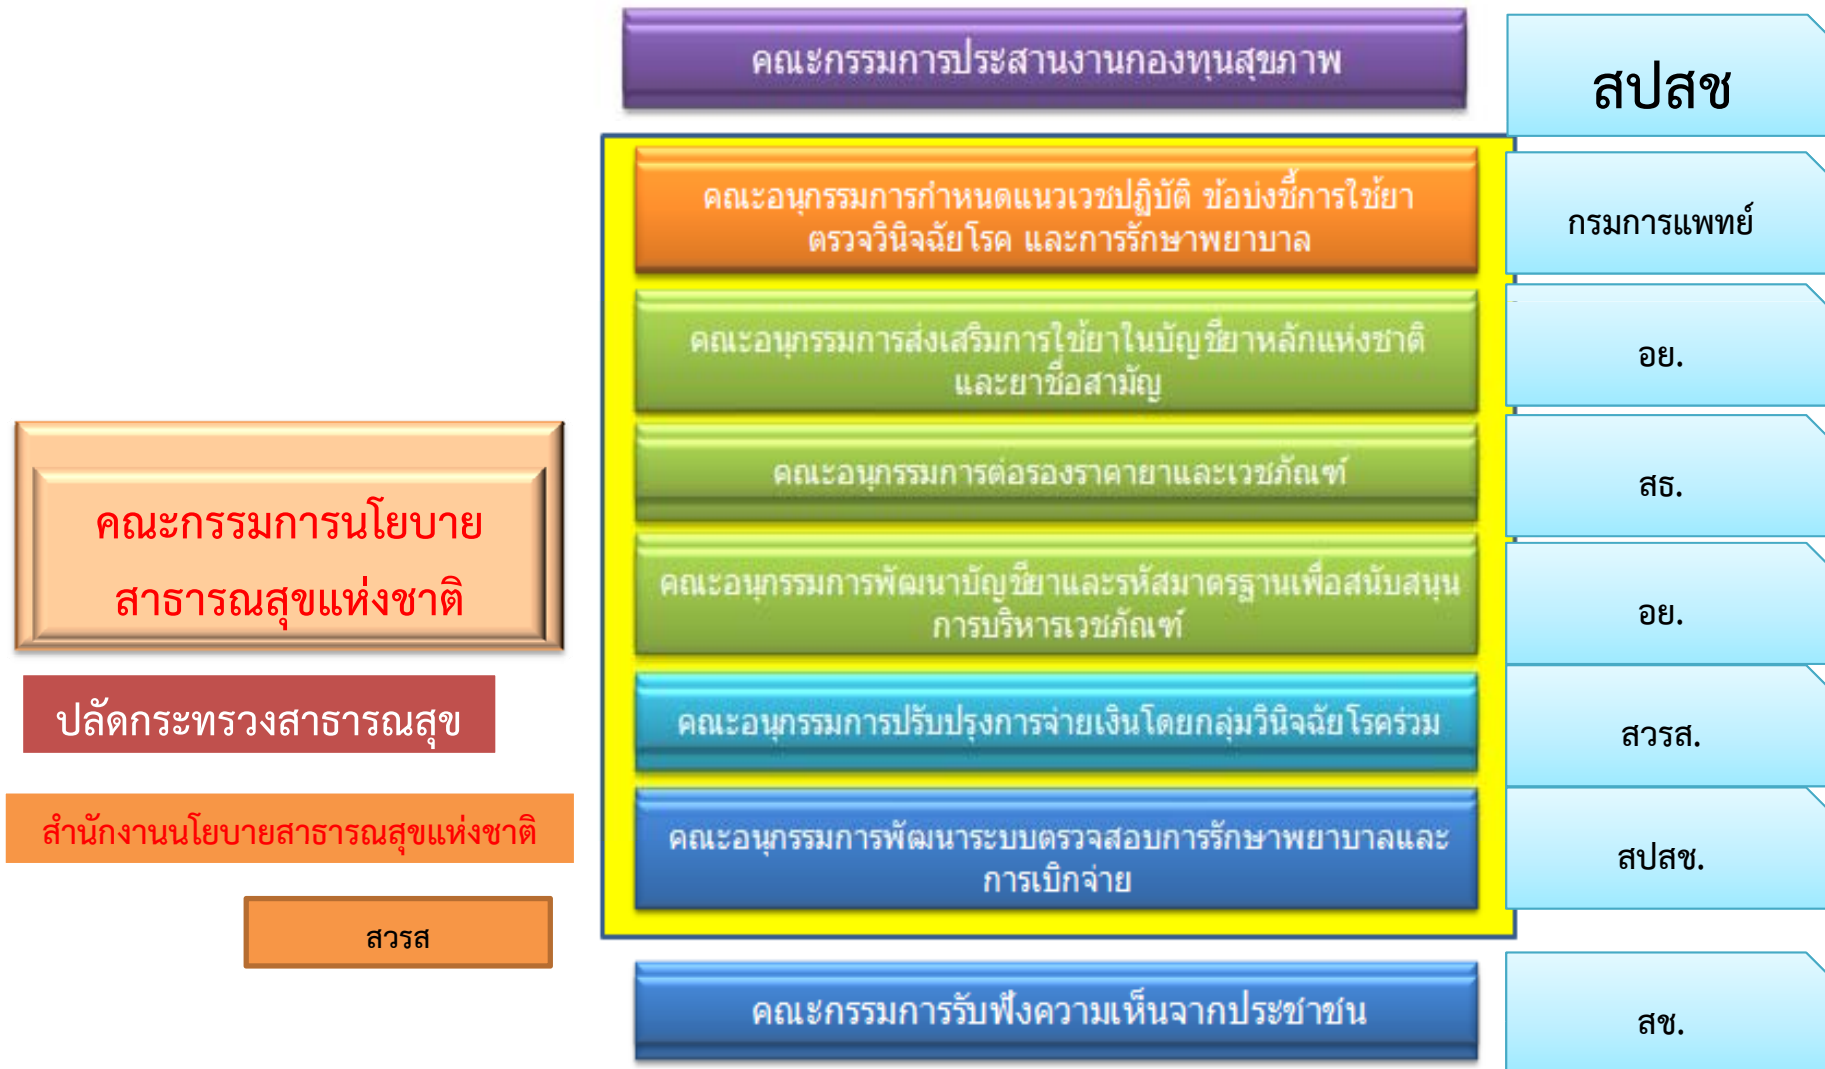 คณะกรรมการประสานงานกองทุนสุขภาพ
สปสช
คณะอนุกรรมการกำหนดแนวเวชปฏิบัติ ข้อบ่งชี้การใช้ยา
ตรวจวินิจฉัยโรค และการรักษาพยาบาล
กรมการแพทย์
คณะอนุกรรมการส่งเสริมการใช้ยาในบัญชียาหลักแห่งชาติ
และยาชื่อสามัญ
อย.
คณะอนุกรรมการต่อรองราคายาและเวชภัณฑ์
สธ.
คณะอนุกรรมการพัฒนาบัญชียาและรหัสมาตรฐานเพื่อสนับสนุน
การบริหารเวชภัณฑ์
อย.
คณะอนุกรรมการปรับปรุงการจ่ายเงินโดยกลุ่มวินิจฉัยโรคร่วม
สวรส.
คณะอนุกรรมการพัฒนาระบบตรวจสอบการรักษาพยาบาลและ
การเบิกจ่าย
สปสช.
คณะกรรมการรับฟังความเห็นจากประชาชน
สช.
คณะกรรมการนโยบาย
สาธารณสุขแห่งชาติ
ปลัดกระทรวงสาธารณสุข
สำนักงานนโยบายสาธารณสุขแห่งชาติ
สวรส